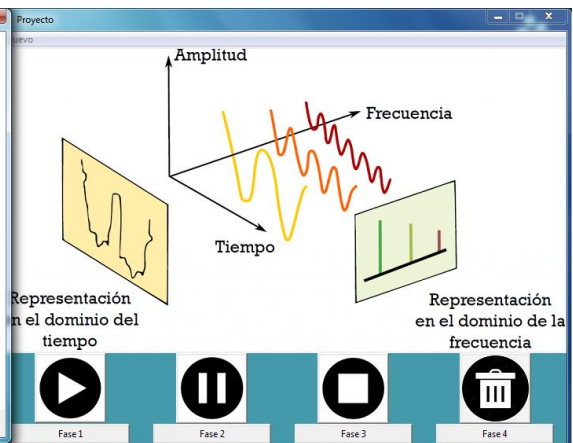 Proyecto
uevo
Amplitud
Frecuencia
Tiempo
Representación
n el dominio del
tiempo
Representación
en el dominio de la
frecuencia
Fase 1
Fase 2
Fase 3
Fase 4